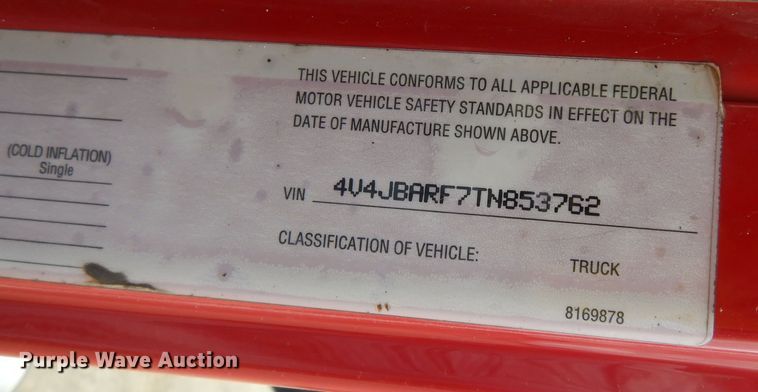 THIS VEHICLE CONFORMS TO ALL APPLICABLE FEDERAL
MOTOR VEHICLE SAFETY STANDARDS IN EFFECT ON THE
DATE OF MANUFACTURE SHOWN ABOVE.
(COLD INFLATION)
Single
VIN 4V4JBARF7TN853762
CLASSIFICATION OF VEHICLE: TRUCK
8169878
Purple Wave Auction